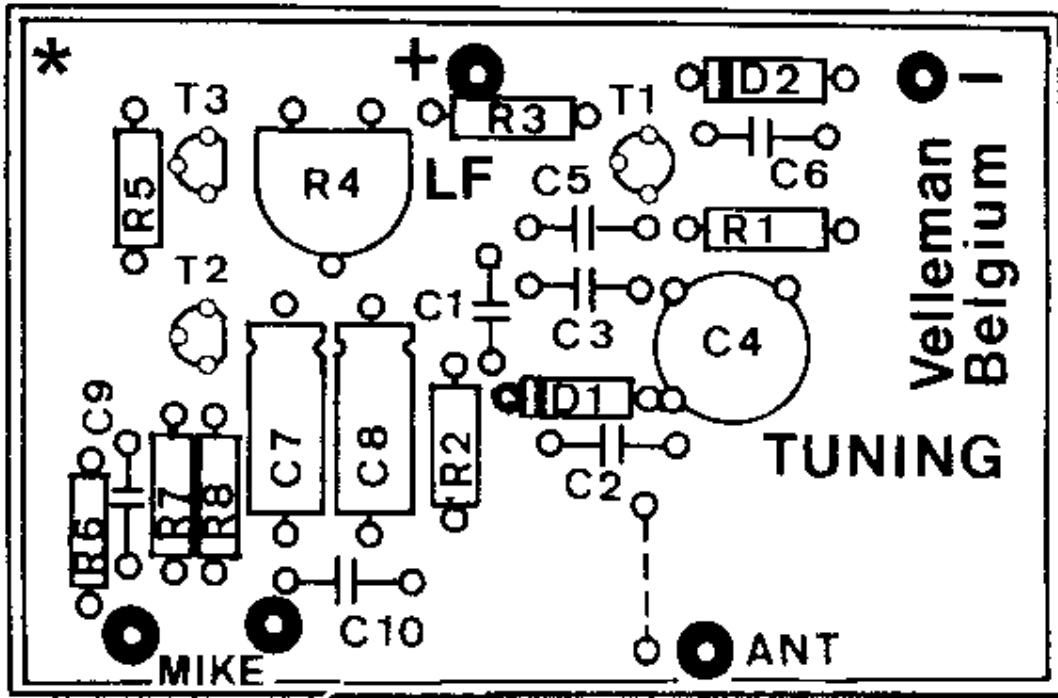 *
+
D2
–
T3
T1
R3
R5
R4
LF
C5
C6
Velleman
Belgium
R1
T2
C1
C3
C4
C9
D1
C7
C8
R2
TUNING
C2
R6
R7
R8
C10
MIKE
ANT